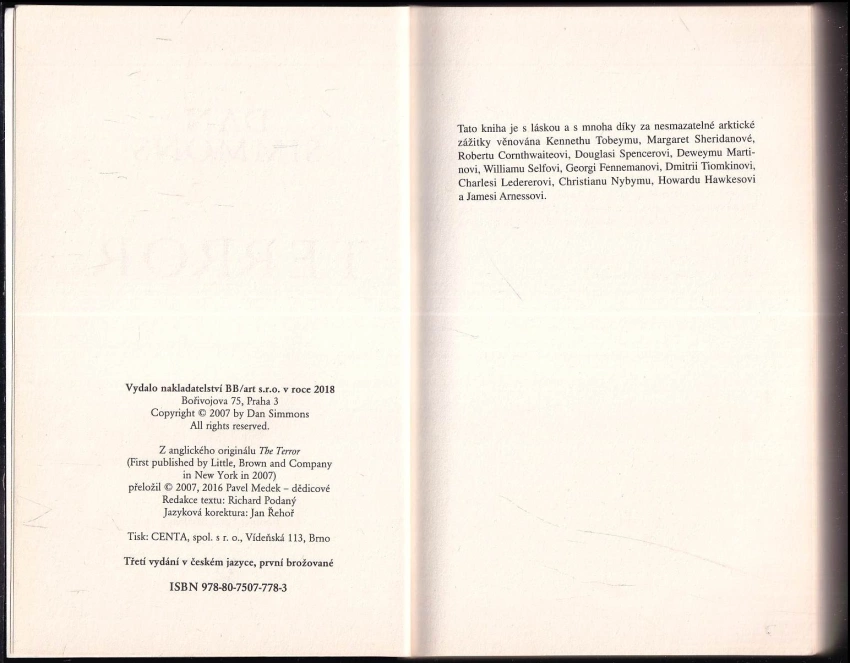 Vydalo nakladatelství BB/art s.r.o. v roce 2018
Bořivojova 75, Praha 3
Copyright © 2007 by Dan Simmons
All rights reserved.
Z anglického originálu The Terror
(First published by Little, Brown and Company
in New York in 2007)
přeložil © 2007, 2016 Pavel Medek – dědicové
Redakce textu: Richard Podaný
Jazyková korektura: Jan Řehoř
Tisk: CENTA, spol. s r. o., Vídeňská 113, Brno
Třetí vydání v českém jazyce, první brožované
ISBN 978-80-7507-778-3
Tato kniha je s láskou a s mnoha díky za nesmazatelné arktické
zážitky věnována Kennethu Tobeymu, Margaret Sheridanové,
Robertu Cornthwaiteovi, Douglasi Spencerovi, Deweymu Marti-
novi, Williamu Selfovi, Georgi Fennemanovi, Dmitrii Tiomkinovi,
Charlesi Ledererovi, Christianu Nybymu, Howardu Hawkesovi
a Jamesi Arnessovi.